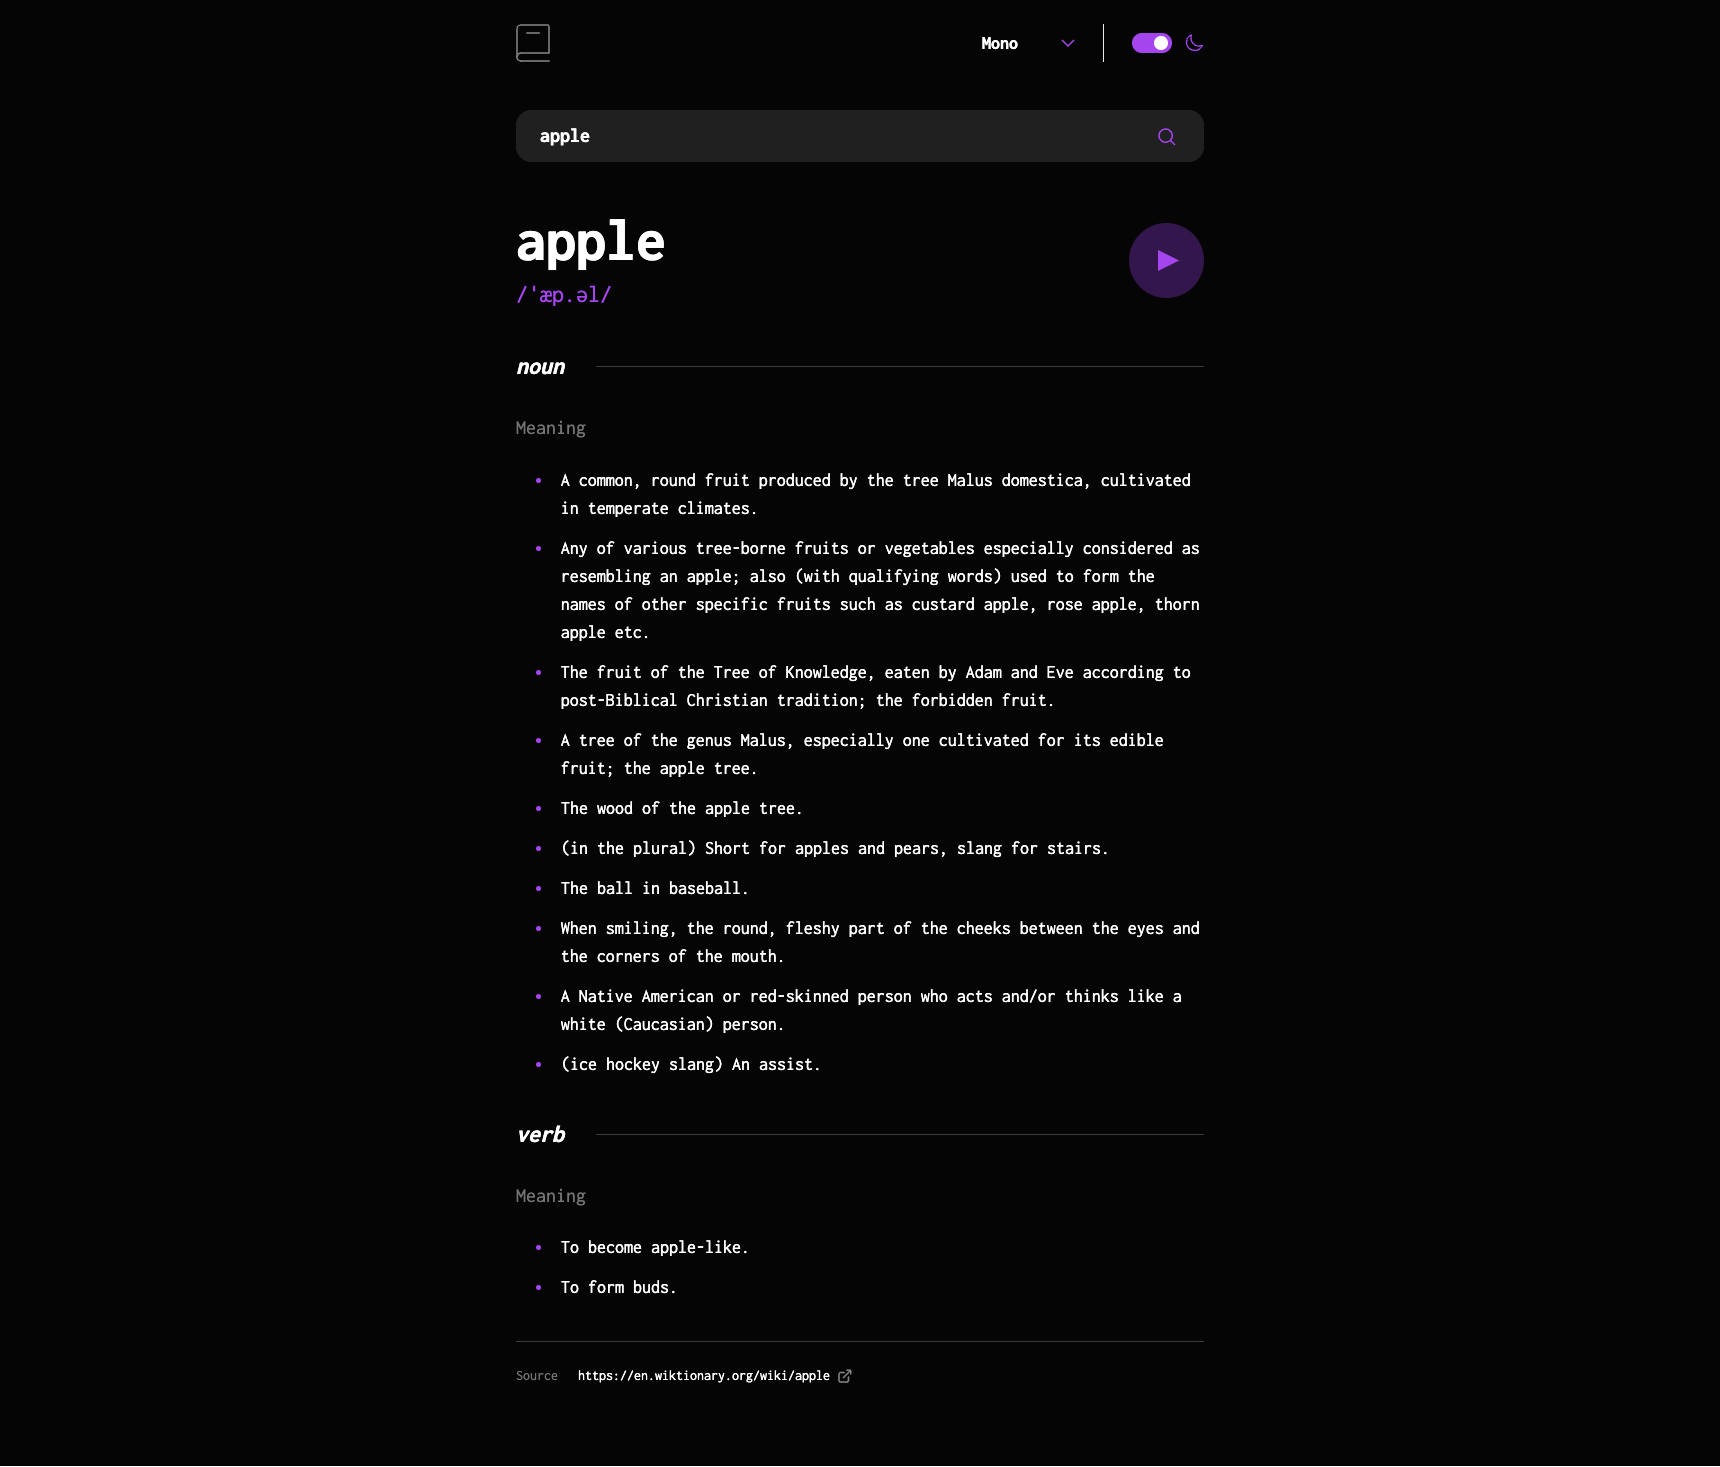 Mono
apple
apple
/ˈæp.əl/
noun
Meaning
A common, round fruit produced by the tree Malus domestica, cultivated
in temperate climates.
Any of various tree-borne fruits or vegetables especially considered as
resembling an apple; also (with qualifying words) used to form the
names of other specific fruits such as custard apple, rose apple, thorn
apple etc.
The fruit of the Tree of Knowledge, eaten by Adam and Eve according to
post-Biblical Christian tradition; the forbidden fruit.
A tree of the genus Malus, especially one cultivated for its edible
fruit; the apple tree.
The wood of the apple tree.
(in the plural) Short for apples and pears, slang for stairs.
The ball in baseball.
When smiling, the round, fleshy part of the cheeks between the eyes and
the corners of the mouth.
A Native American or red-skinned person who acts and/or thinks like a
white (Caucasian) person.
(ice hockey slang) An assist.
verb
Meaning
To become apple-like.
To form buds.
Source https://en.wiktionary.org/wiki/apple